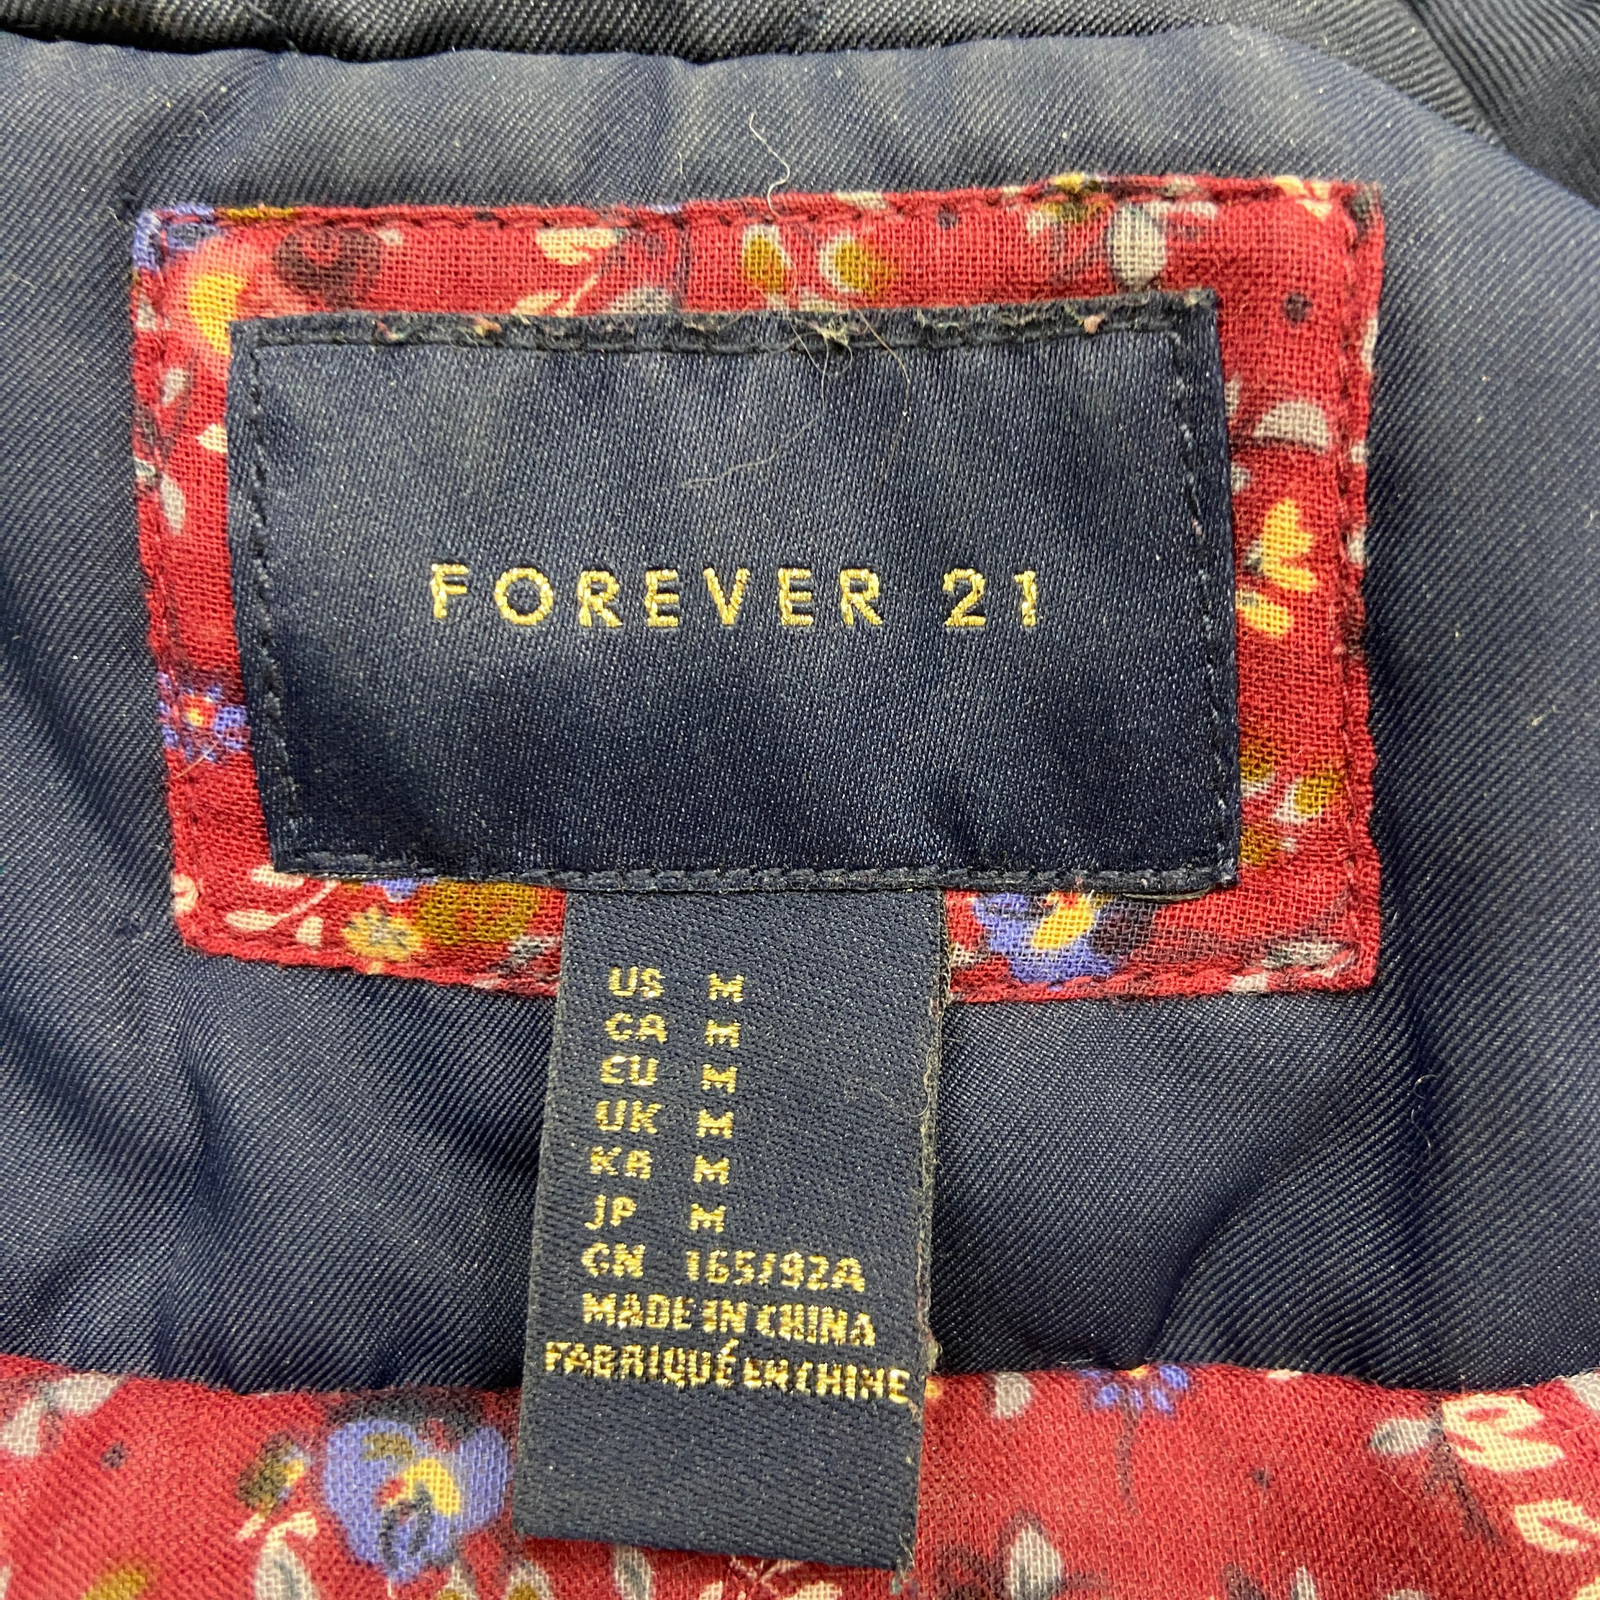 FOREVER 21
US M
CA M
EU M
UK M
KR M
JP M
CN 165/92A
MADE IN CHINA
FABRIQUÉ EN CHINE